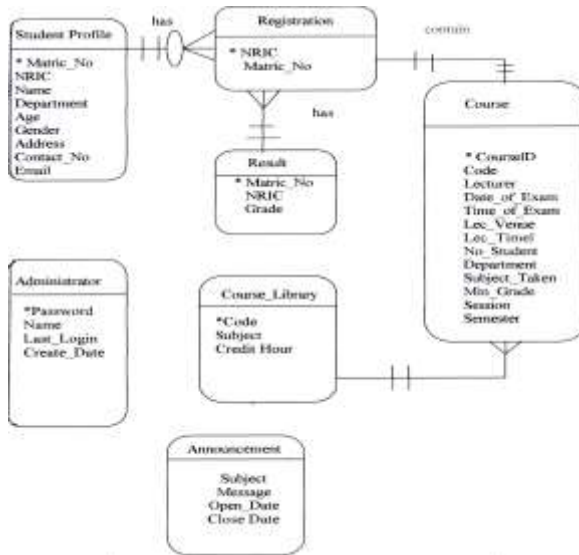 has
Student Profile
* Matric_No
NRIC
Name
Department
Age
Gender
Address
Contact_No
Email
Registration
* NRIC
Matric_No
contain
has
Result
* Matric_No
NRIC
Grade
Course
* CourseID
Code
Lecturer
Date_of_Exam
Time_of_Exam
Lec_Venue
Lec_Timel
No_Student
Department
Subject_Taken
Min_Grade
Session
Semester
Administrator
*Password
Name
Last_Login
Create_Date
Course_Library
*Code
Subject
Credit Hour
Announcement
Subject
Message
Open_Date
Close Date